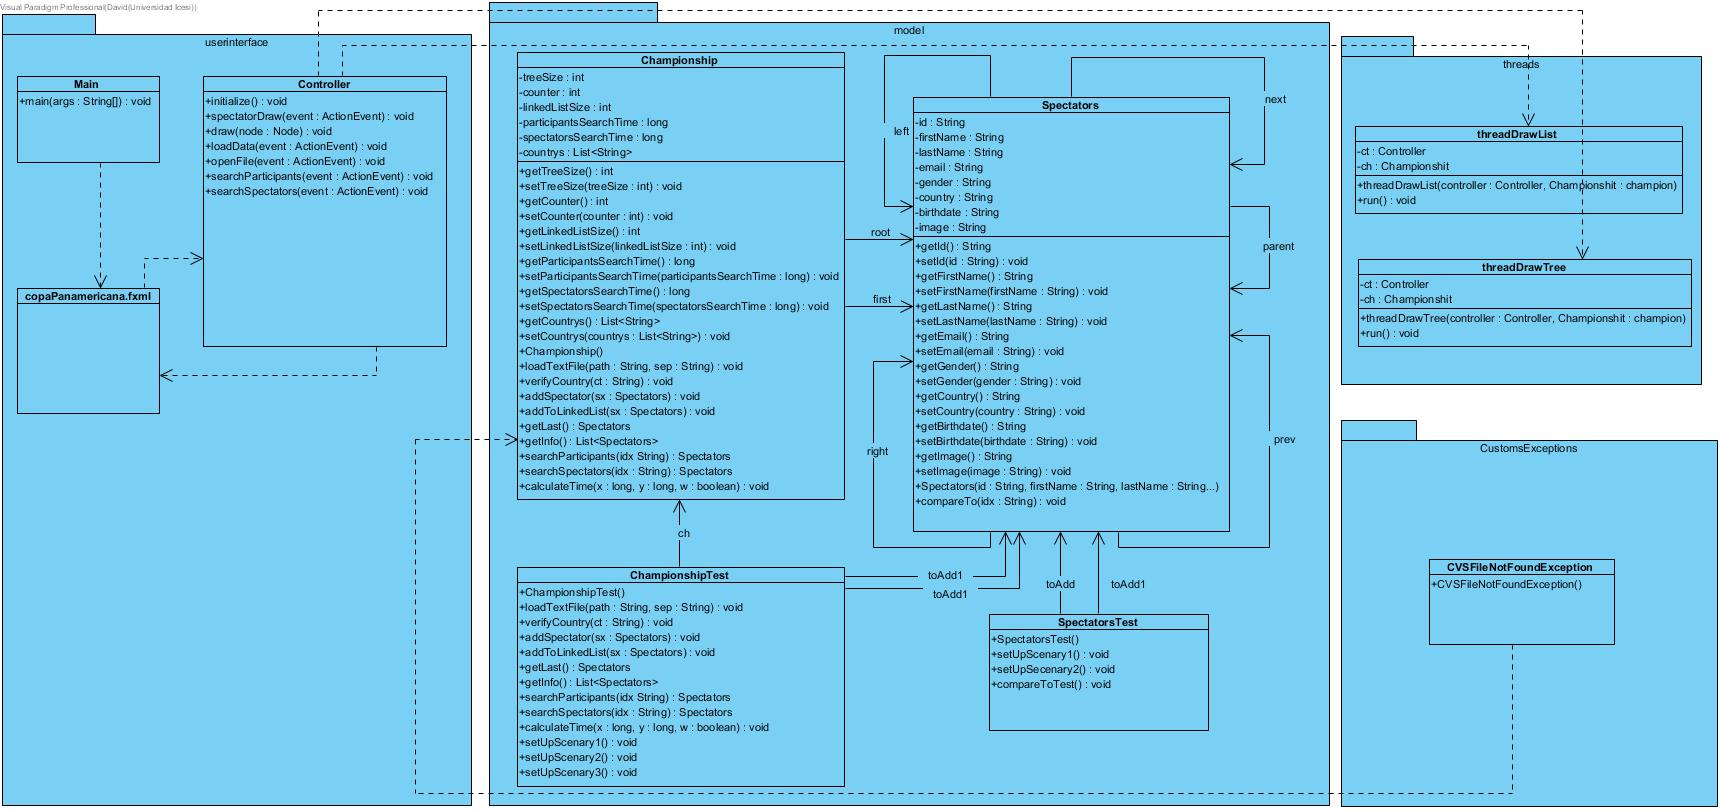 Visual Paradigm Professional(David(Universidad Icesi))
userinterface
Main
+main(args : String[]) : void
Controller
+initialize() : void
+spectatorDraw(event : ActionEvent) : void
+draw(node : Node) : void
+loadData(event : ActionEvent) : void
+openFile(event : ActionEvent) : void
+searchParticipants(event : ActionEvent) : void
+searchSpectators(event : ActionEvent) : void
copaPanamericana.fxml
model
Championship
-treeSize : int
-counter : int
-linkedListSize : int
-participantsSearchTime : long
-spectatorsSearchTime : long
-countrys : List<String>
+getTreeSize() : int
+setTreeSize(treeSize : int) : void
+getCounter() : int
+setCounter(counter : int) : void
+getLinkedListSize() : int
+setLinkedListSize(linkedListSize : int) : void
+getParticipantsSearchTime() : long
+setParticipantsSearchTime(participantsSearchTime : long) : void
+getSpectatorsSearchTime() : long
+setSpectatorsSearchTime(spectatorsSearchTime : long) : void
+getCountrys() : List<String>
+setCountrys(countrys : List<String>) : void
+Championship()
+loadTextFile(path : String, sep : String) : void
+verifyCountry(ct : String) : void
+addSpectator(sx : Spectators) : void
+addToLinkedList(sx : Spectators) : void
+getLast() : Spectators
+getInfo() : List<Spectators>
+searchParticipants(idx String) : Spectators
+searchSpectators(idx : String) : Spectators
+calculateTime(x : long, y : long, w : boolean) : void
root
first
left
right
next
parent
prev
Spectators
-id : String
-firstName : String
-lastName : String
-email : String
-gender : String
-country : String
-birthdate : String
-image : String
+getId() : String
+setId(id : String) : void
+getFirstName() : String
+setFirstName(firstName : String) : void
+getLastName() : String
+setLastName(lastName : String) : void
+getEmail() : String
+setEmail(email : String) : void
+getGender() : String
+setGender(gender : String) : void
+getCountry() : String
+setCountry(country : String) : void
+getBirthdate() : String
+setBirthdate(birthdate : String) : void
+getImage() : String
+setImage(image : String) : void
+Spectators(id : String, firstName : String, lastName : String...)
+compareTo(idx : String) : void
ch
ChampionshipTest
+ChampionshipTest()
+loadTextFile(path : String, sep : String) : void
+verifyCountry(ct : String) : void
+addSpectator(sx : Spectators) : void
+addToLinkedList(sx : Spectators) : void
+getLast() : Spectators
+getInfo() : List<Spectators>
+searchParticipants(idx String) : Spectators
+searchSpectators(idx : String) : Spectators
+calculateTime(x : long, y : long, w : boolean) : void
+setUpScenary1() : void
+setUpScenary2() : void
+setUpScenary3() : void
toAdd1
toAdd1
toAdd
toAdd1
SpectatorsTest
+SpectatorsTest()
+setUpScenary1() : void
+setUpSecenary2() : void
+compareToTest() : void
threads
threadDrawList
-ct : Controller
-ch : Championshit
+threadDrawList(controller : Controller, Championshit : champion)
+run() : void
threadDrawTree
-ct : Controller
-ch : Championshit
+threadDrawTree(controller : Controller, Championshit : champion)
+run() : void
CustomsExceptions
CVSFileNotFoundException
+CVSFileNotFoundException()